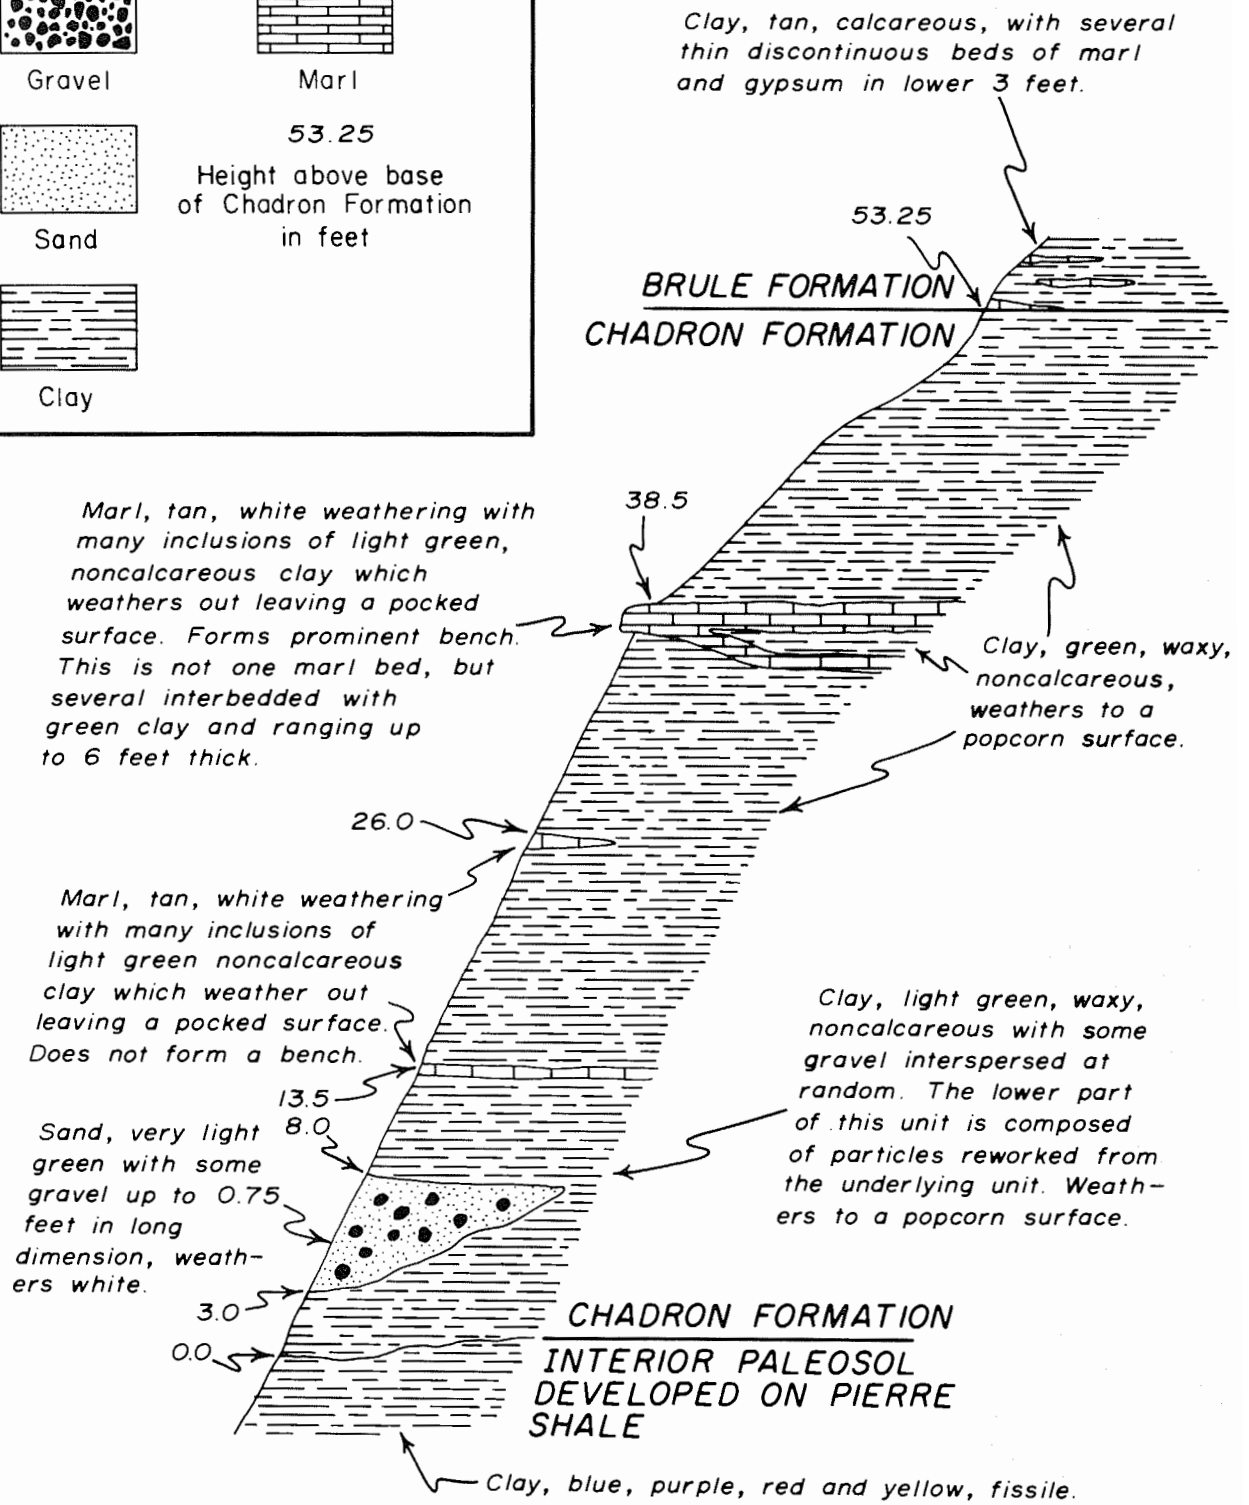 Gravel
Marl
Sand
53.25
Height above base
of Chadron Formation
in feet
Clay
Clay, tan, calcareous, with several
thin discontinuous beds of marl
and gypsum in lower 3 feet.
53.25
BRULE FORMATION
CHADRON FORMATION
38.5
Marl, tan, white weathering with
many inclusions of light green,
noncalcareous clay which
weathers out leaving a pocked
surface. Forms prominent bench.
This is not one marl bed, but
several interbedded with
green clay and ranging up
to 6 feet thick.
Clay, green, waxy,
noncalcareous,
weathers to a
popcorn surface.
26.0
Marl, tan, white weathering
with many inclusions of
light green noncalcareous
clay which weather out
leaving a pocked surface.
Does not form a bench.
13.5
Clay, light green, waxy,
noncalcareous with some
gravel interspersed at
random. The lower part
of this unit is composed
of particles reworked from
the underlying unit. Weath-
ers to a popcorn surface.
8.0
Sand, very light
green with some
gravel up to 0.75
feet in long
dimension, weath-
ers white.
3.0
0.0
CHADRON FORMATION
INTERIOR PALEOSOL
DEVELOPED ON PIERRE
SHALE
Clay, blue, purple, red and yellow, fissile.